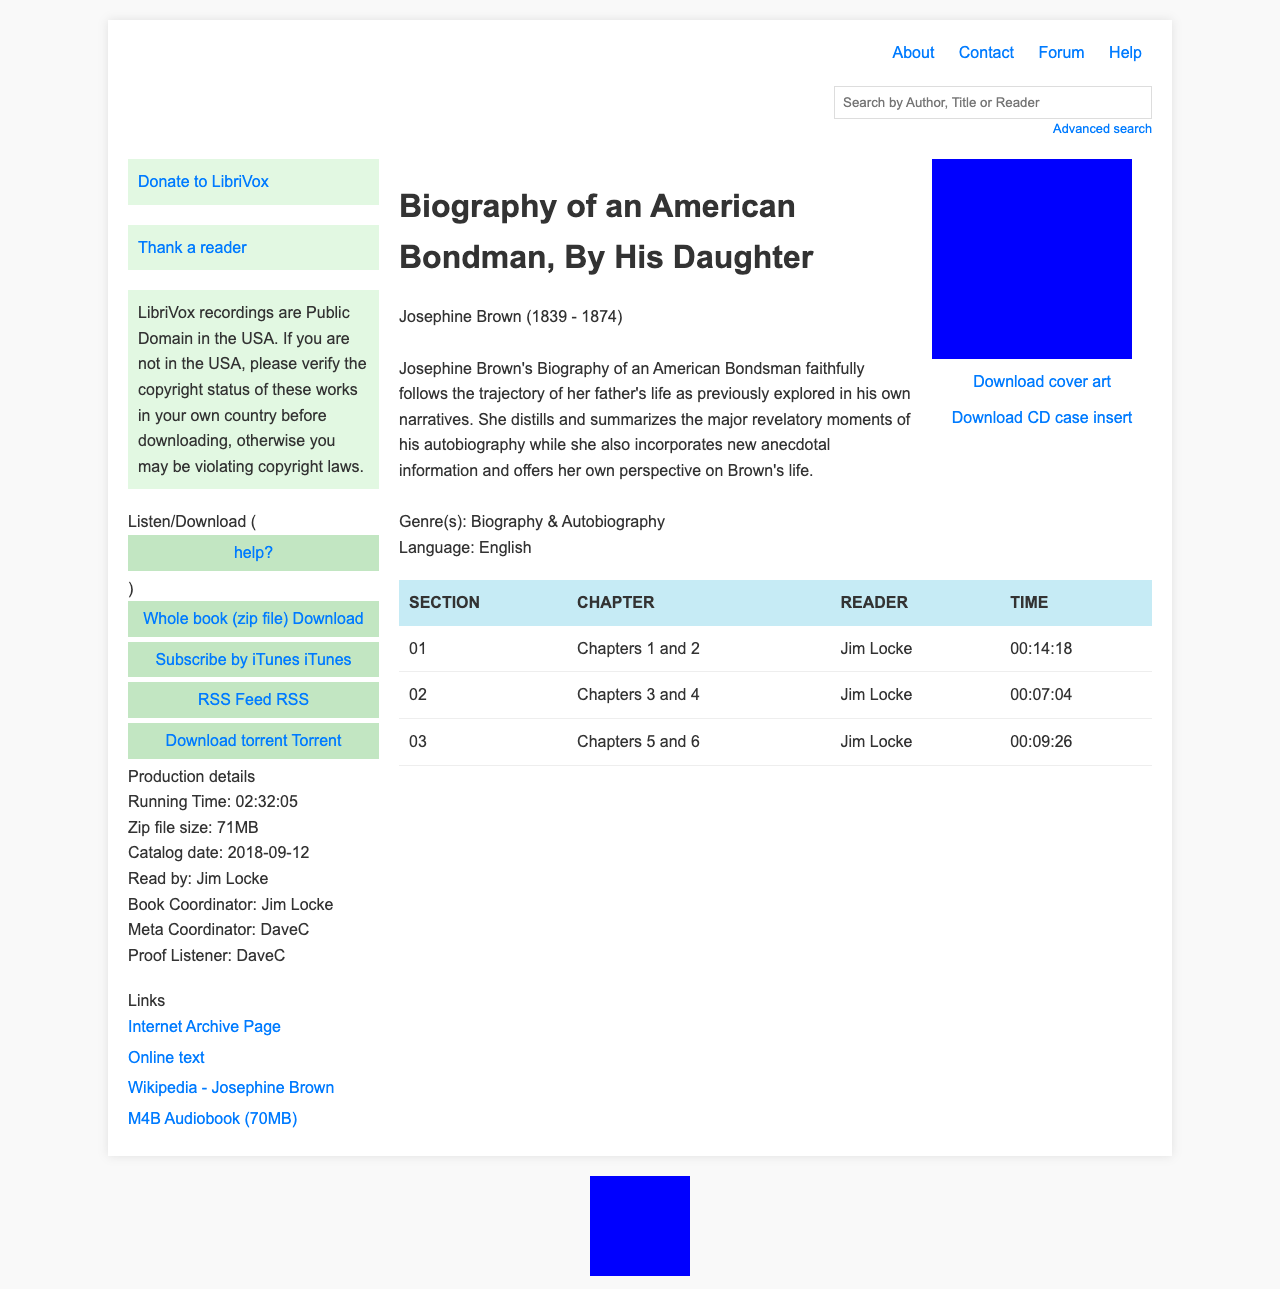 About Contact Forum Help
Search by Author, Title or Reader
Advanced search
Donate to LibriVox
Thank a reader
LibriVox recordings are Public
Domain in the USA. If you are
not in the USA, please verify the
copyright status of these works
in your own country before
downloading, otherwise you
may be violating copyright laws.
Listen/Download (
help?
)
Whole book (zip file) Download
Subscribe by iTunes iTunes
RSS Feed RSS
Download torrent Torrent
Production details
Running Time: 02:32:05
Zip file size: 71MB
Catalog date: 2018-09-12
Read by: Jim Locke
Book Coordinator: Jim Locke
Meta Coordinator: DaveC
Proof Listener: DaveC
Links
Internet Archive Page
Online text
Wikipedia - Josephine Brown
M4B Audiobook (70MB)
Biography of an American
Bondman, By His Daughter
Josephine Brown (1839 - 1874)
Josephine Brown's Biography of an American Bondsman faithfully
follows the trajectory of her father's life as previously explored in his own
narratives. She distills and summarizes the major revelatory moments of
his autobiography while she also incorporates new anecdotal
information and offers her own perspective on Brown's life.
Genre(s): Biography & Autobiography
Language: English
Download cover art
Download CD case insert
SECTION CHAPTER READER TIME
01 Chapters 1 and 2 Jim Locke 00:14:18
02 Chapters 3 and 4 Jim Locke 00:07:04
03 Chapters 5 and 6 Jim Locke 00:09:26